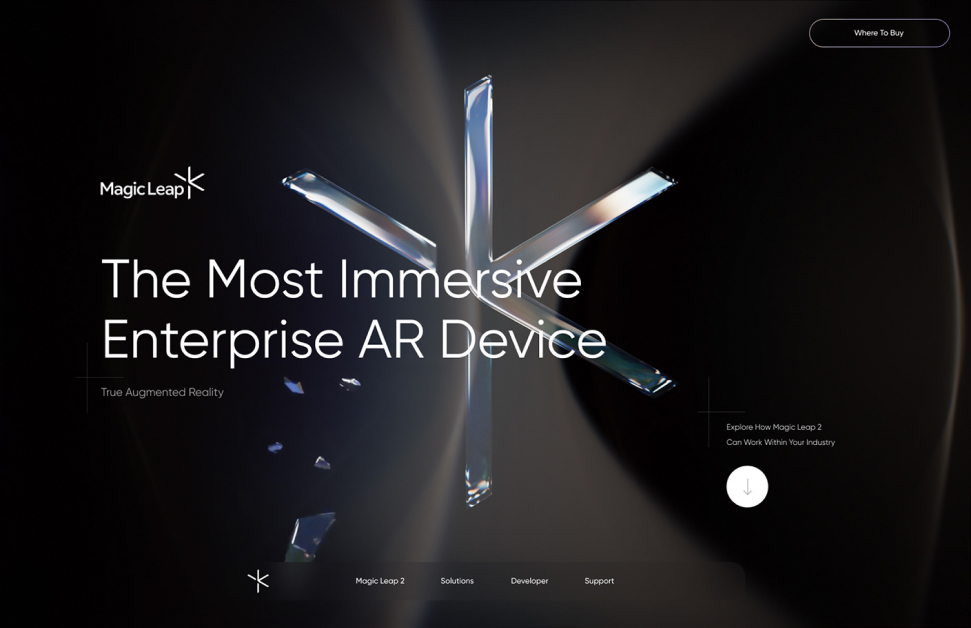 Where To Buy
Magic Leap
The Most Immersive
Enterprise AR Device
True Augmented Reality
Explore How Magic Leap 2
Can Work Within Your Industry
Magic Leap 2
Solutions
Developer
Support